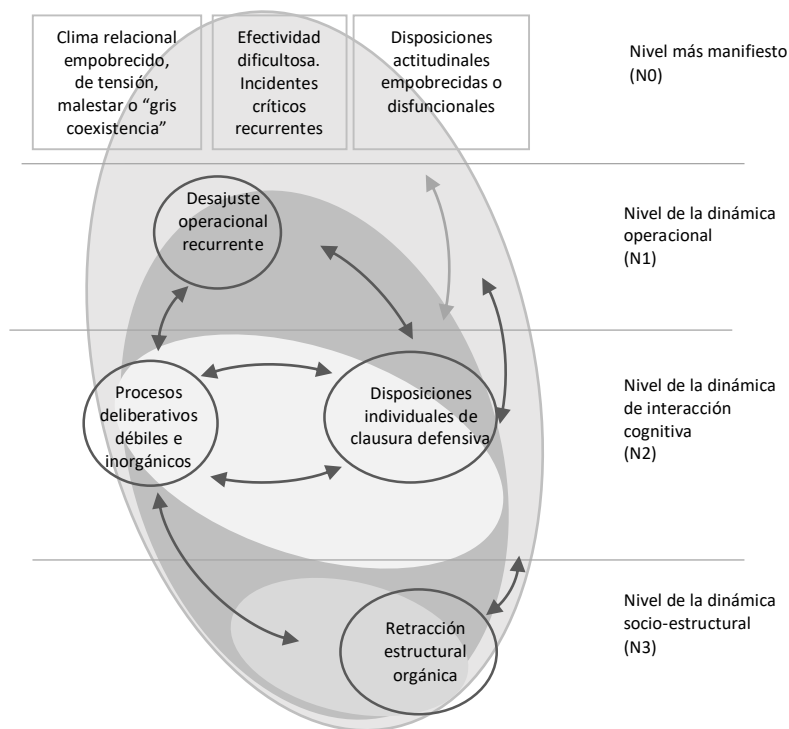 Clima relacional
empobrecido,
de tensión,
malestar o “gris
coexistencia”
Efectividad
dificultosa.
Incidentes
críticos
recurrentes
Disposiciones
actitudinales
empobrecidas o
disfuncionales
Nivel más manifiesto
(N0)
Desajuste
operacional
recurrente
Nivel de la dinámica
operacional
(N1)
Procesos
deliberativos
débiles e
inorgánicos
Disposiciones
individuales de
clausura defensiva
Nivel de la dinámica
de interacción
cognitiva
(N2)
Retracción
estructural
orgánica
Nivel de la dinámica
socio-estructural
(N3)